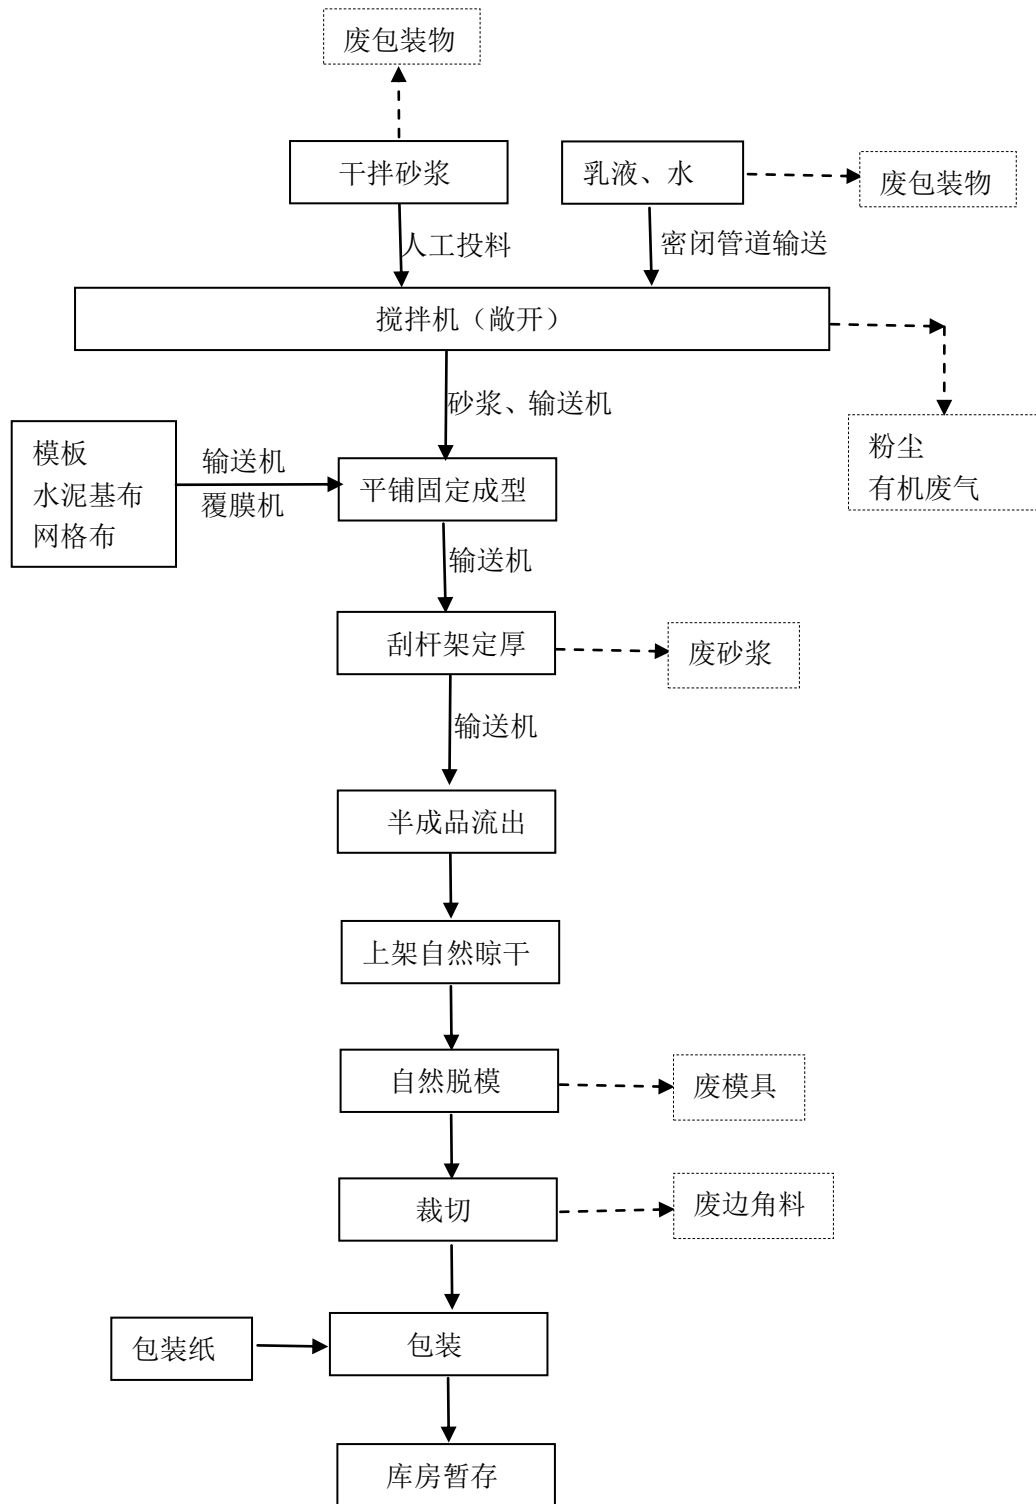 废包装物
干拌砂浆
乳液、水
废包装物
人工投料
密闭管道输送
搅拌机（敞开）
砂浆、输送机
粉尘
有机废气
模板
水泥基布
网格布
输送机
覆膜机
平铺固定成型
输送机
刮杆架定厚
废砂浆
输送机
半成品流出
上架自然晾干
自然脱模
废模具
裁切
废边角料
包装纸
包装
库房暂存